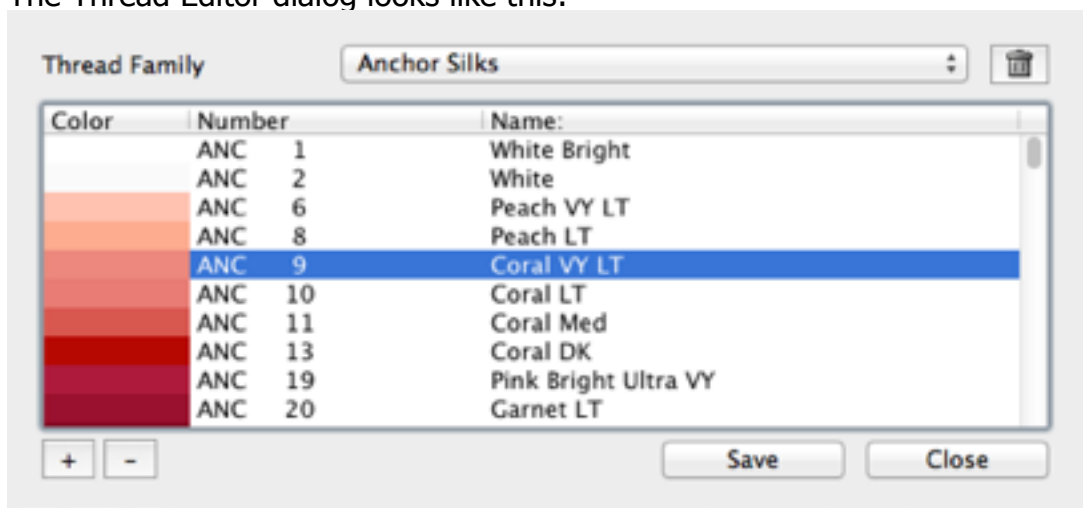 The Thread Editor dialog looks like this:
Thread Family Anchor Silks
Color Number Name:
ANC 1 White Bright
ANC 2 White
ANC 6 Peach VY LT
ANC 8 Peach LT
ANC 9 Coral VY LT
ANC 10 Coral LT
ANC 11 Coral Med
ANC 13 Coral DK
ANC 19 Pink Bright Ultra VY
ANC 20 Garnet LT
+ - Save Close